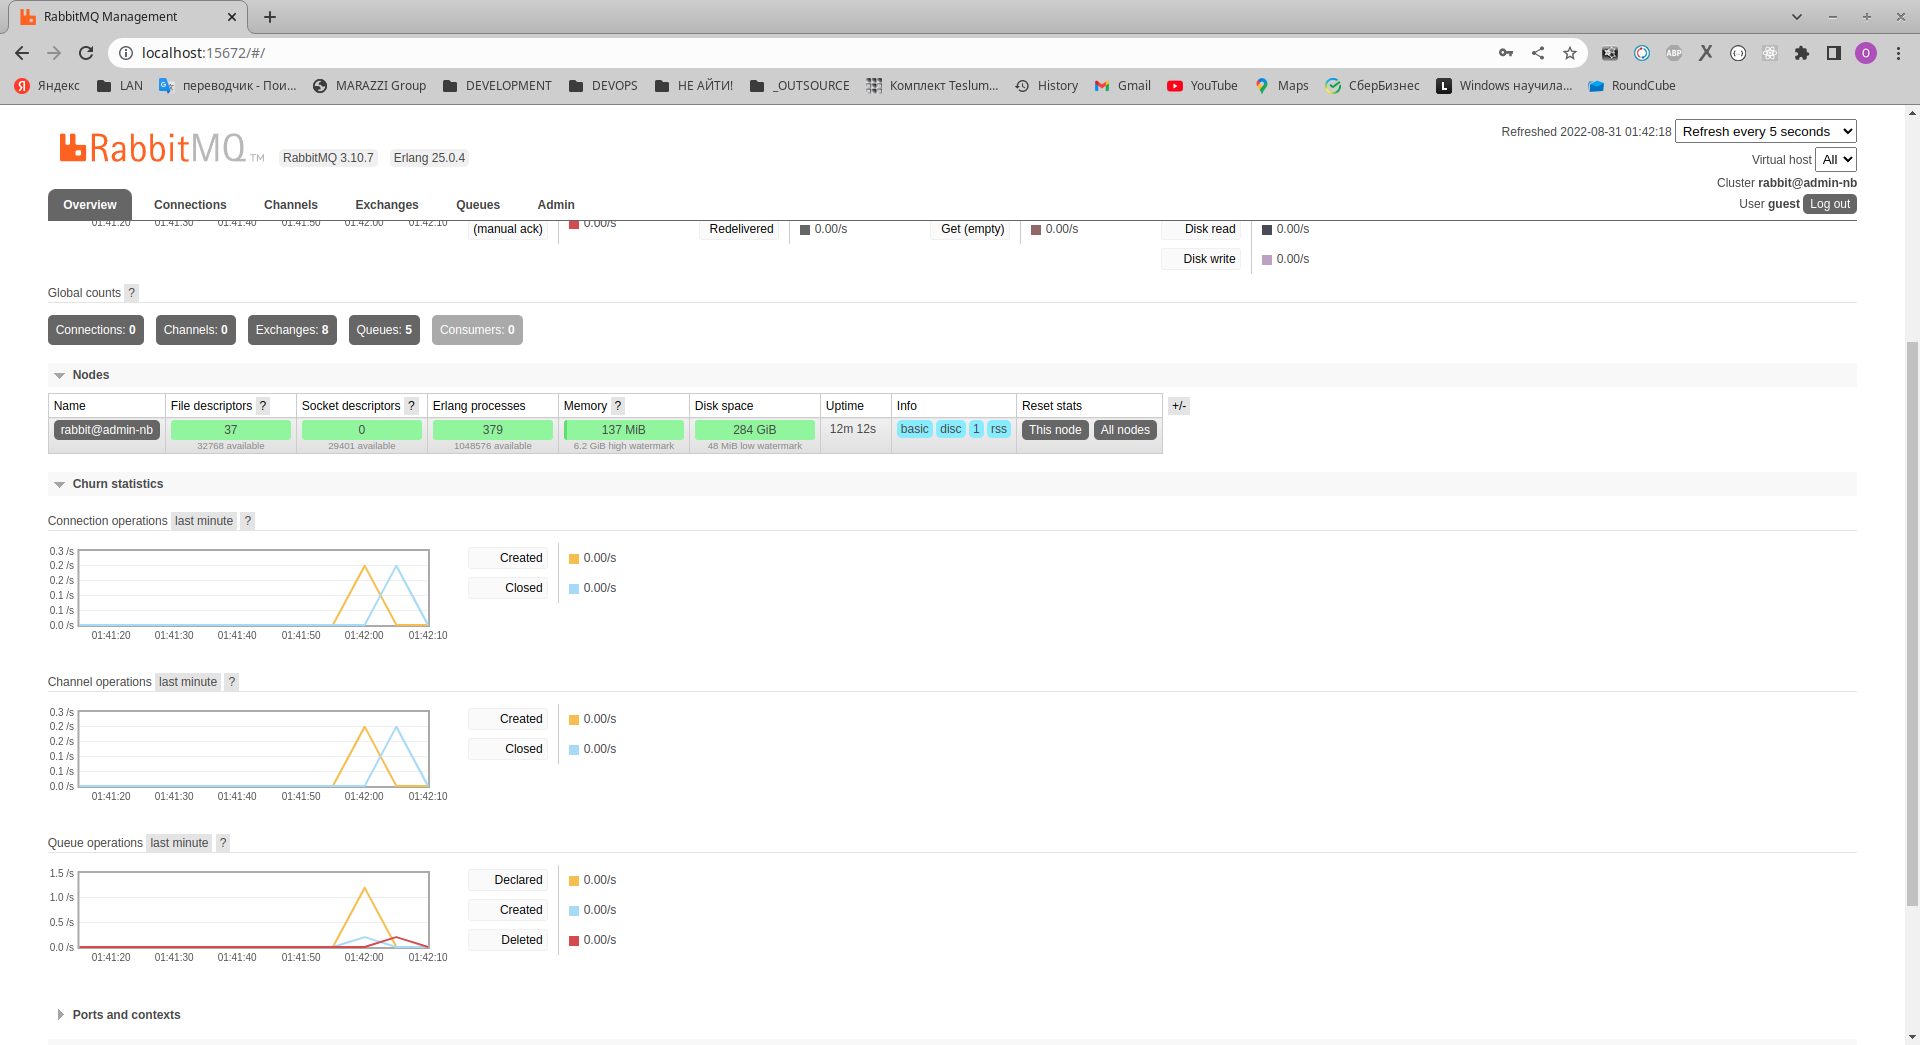 RabbitMQ Management
localhost:15672/#/
Яндекс LAN переводчик - Пои... MARAZZI Group DEVELOPMENT DEVOPS НЕ АЙТИ! _OUTSOURCE Комплект Teslum... History Gmail YouTube Maps СберБизнес Windows научила... RoundCube
RabbitMQ TM RabbitMQ 3.10.7 Erlang 25.0.4
Refreshed 2022-08-31 01:42:18 Refresh every 5 seconds
Virtual host All
Cluster rabbit@admin-nb
User guest Log out
Overview Connections Channels Exchanges Queues Admin
01:41:20 01:41:30 01:41:40 01:41:50 01:42:00 01:42:10
(manual ack) 0.00/s Redelivered 0.00/s Get (empty) 0.00/s Disk read 0.00/s
Disk write 0.00/s
Global counts ?
Connections: 0 Channels: 0 Exchanges: 8 Queues: 5 Consumers: 0
Nodes
Name File descriptors ? Socket descriptors ? Erlang processes Memory ? Disk space Uptime Info Reset stats +/-
rabbit@admin-nb 37 0 379 137 MiB 284 GiB 12m 12s basic disc 1 rss This node All nodes
32768 available 29401 available 1048576 available 6.2 GiB high watermark 48 MiB low watermark
Churn statistics
Connection operations last minute ?
0.3 /s
0.2 /s
0.2 /s
0.1 /s
0.1 /s
0.0 /s
01:41:20 01:41:30 01:41:40 01:41:50 01:42:00 01:42:10
Created 0.00/s
Closed 0.00/s
Channel operations last minute ?
0.3 /s
0.2 /s
0.2 /s
0.1 /s
0.1 /s
0.0 /s
01:41:20 01:41:30 01:41:40 01:41:50 01:42:00 01:42:10
Created 0.00/s
Closed 0.00/s
Queue operations last minute ?
1.5 /s
1.0 /s
0.5 /s
0.0 /s
01:41:20 01:41:30 01:41:40 01:41:50 01:42:00 01:42:10
Declared 0.00/s
Created 0.00/s
Deleted 0.00/s
Ports and contexts